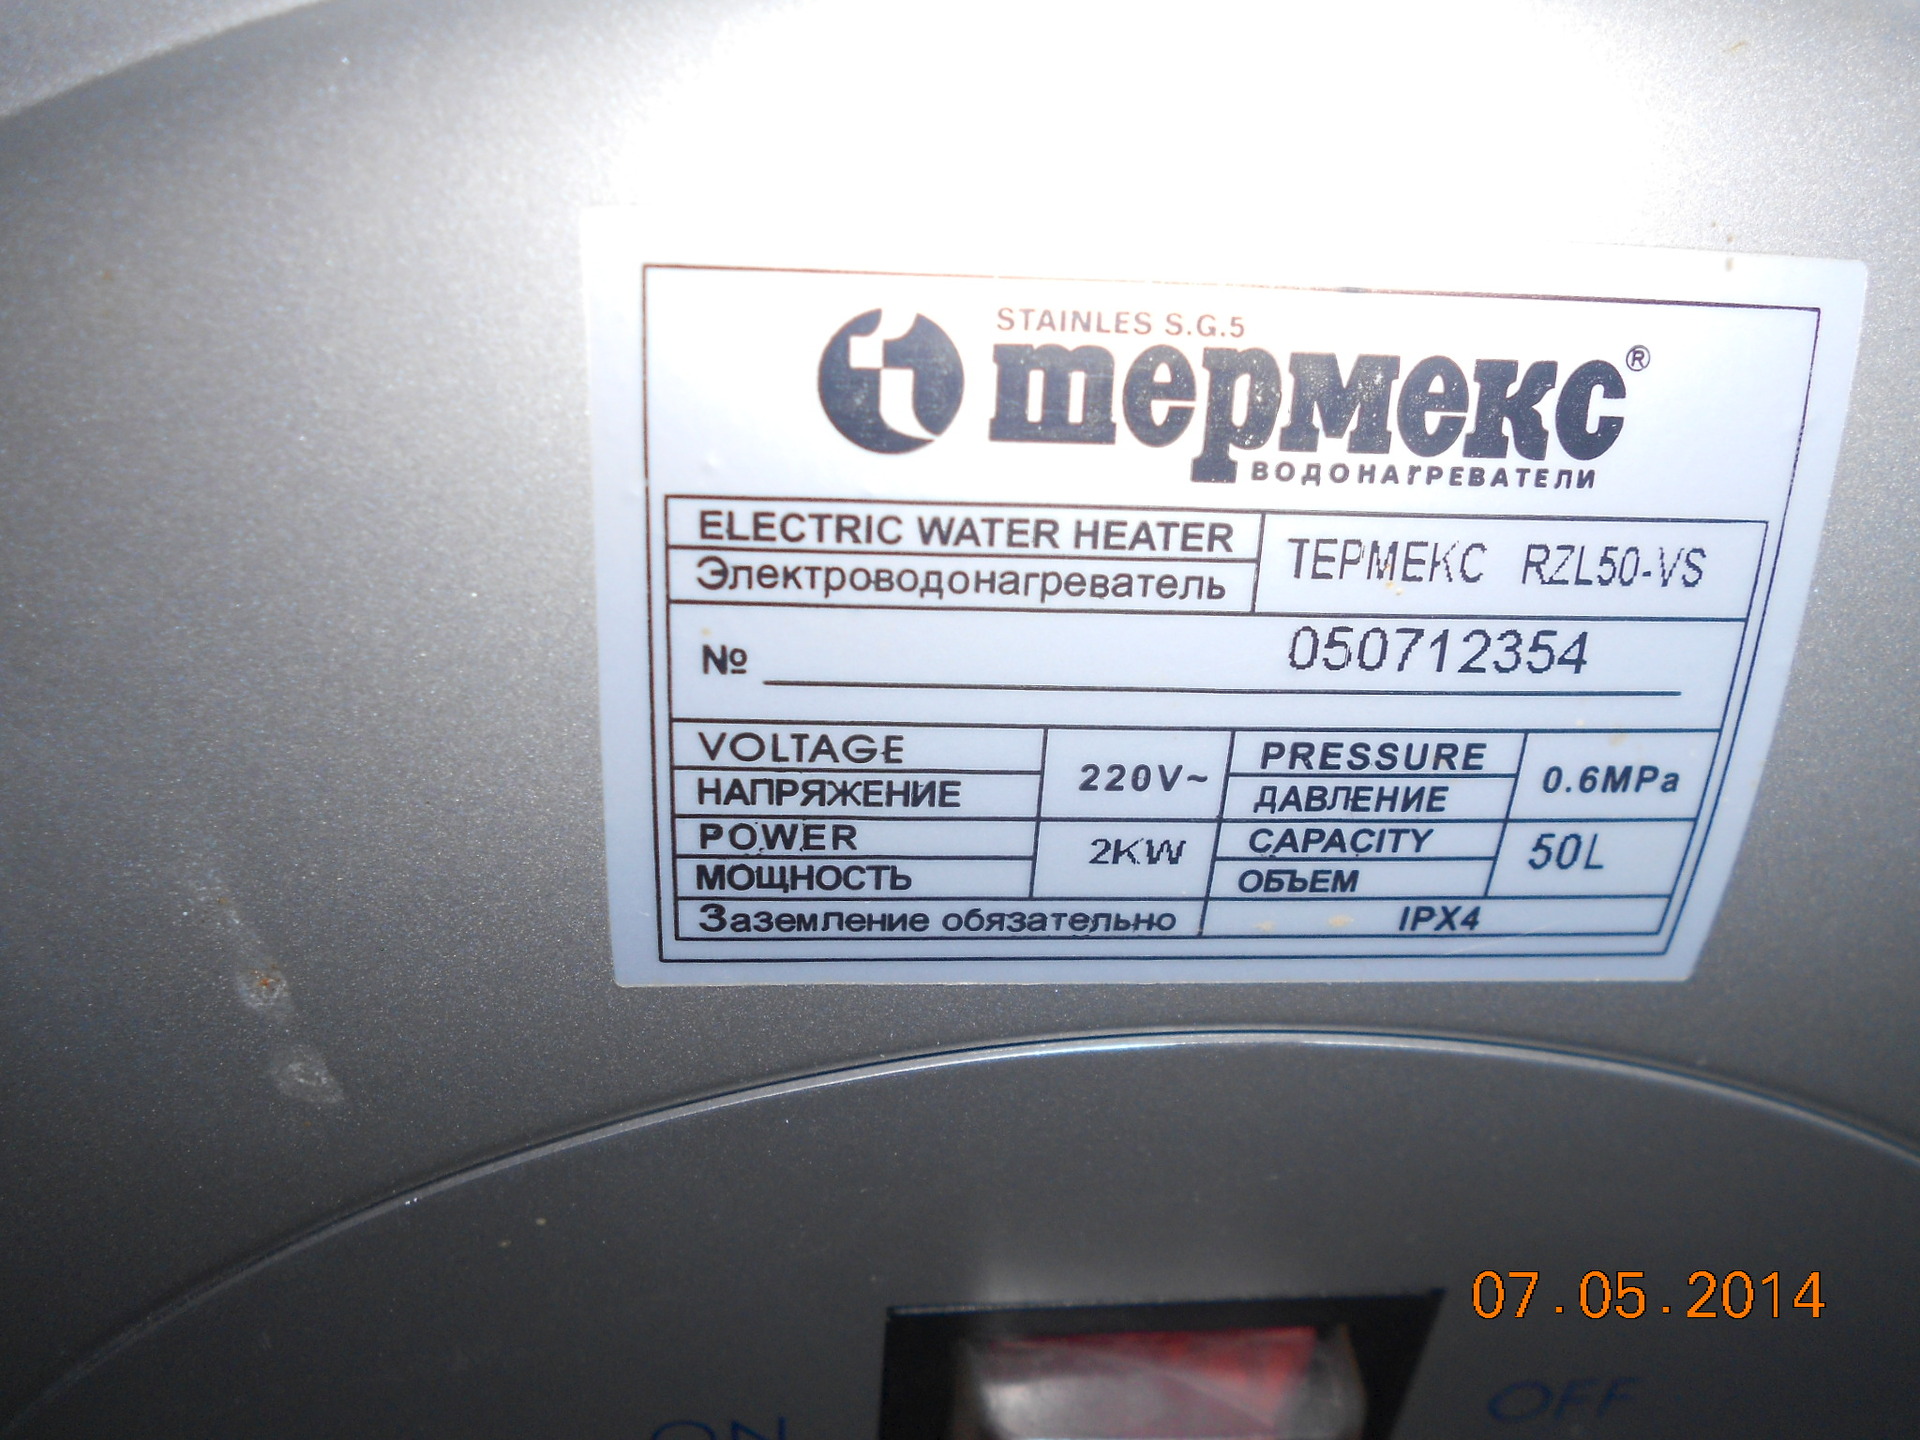 STAINLES S.G.5
термекс®
ВОДОНАГРЕВАТЕЛИ
ELECTRIC WATER HEATER
Электроводонагреватель
ТЕРМЕКС RZL50-VS
№ 050712354
VOLTAGE
НАПРЯЖЕНИЕ
220V~
PRESSURE
ДАВЛЕНИЕ
0.6MPa
POWER
МОЩНОСТЬ
2KW
CAPACITY
ОБЪЕМ
50L
Заземление обязательно
IPX4
07.05.2014
ON
OFF